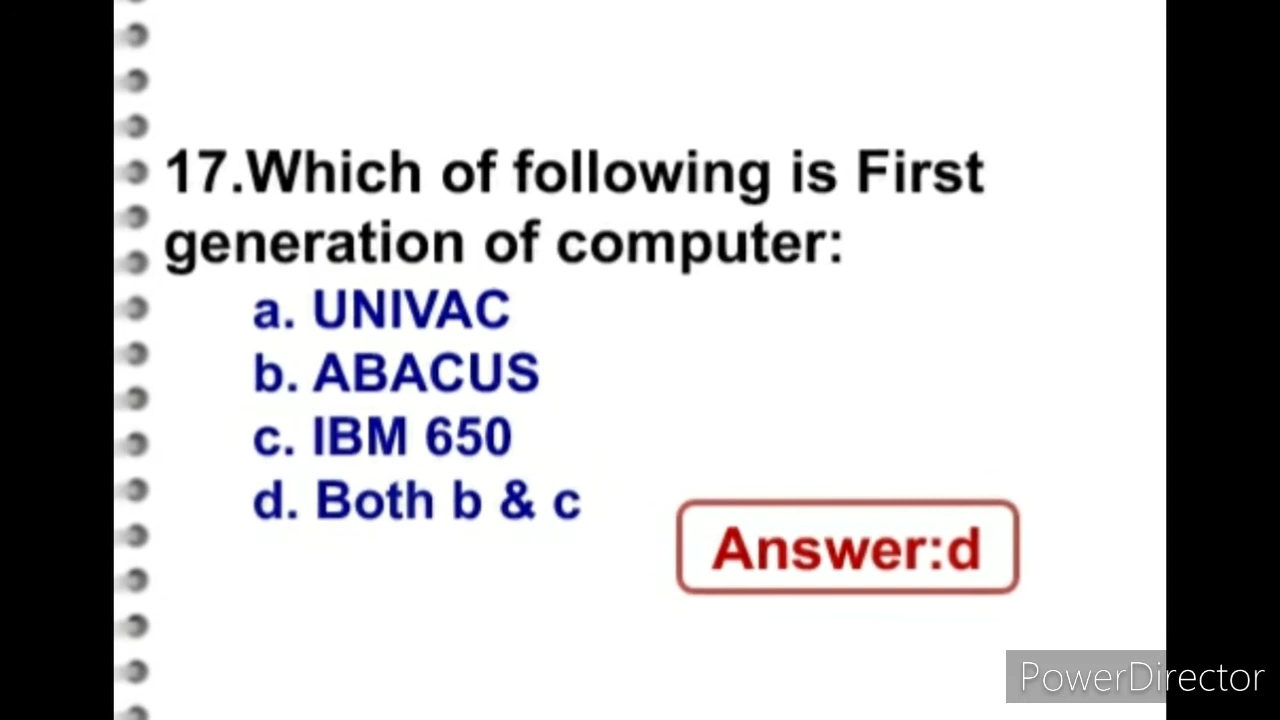 17.Which of following is First
generation of computer:
a. UNIVAC
b. ABACUS
c. IBM 650
d. Both b & c
Answer:d
PowerDirector